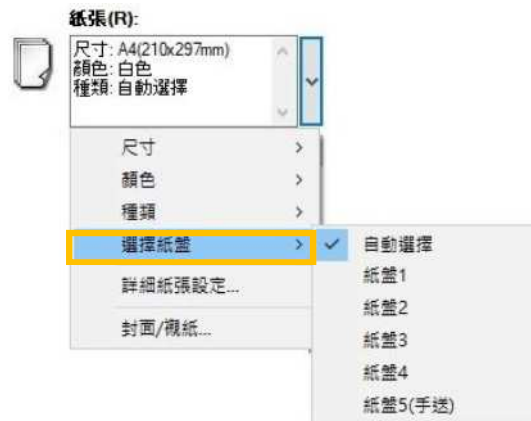 紙張(R):
尺寸: A4(210x297mm)
顏色: 白色
種類: 自動選擇
尺寸
顏色
種類
選擇紙盤
詳細紙張設定...
封面/襯紙...
自動選擇
紙盤1
紙盤2
紙盤3
紙盤4
紙盤5(手送)